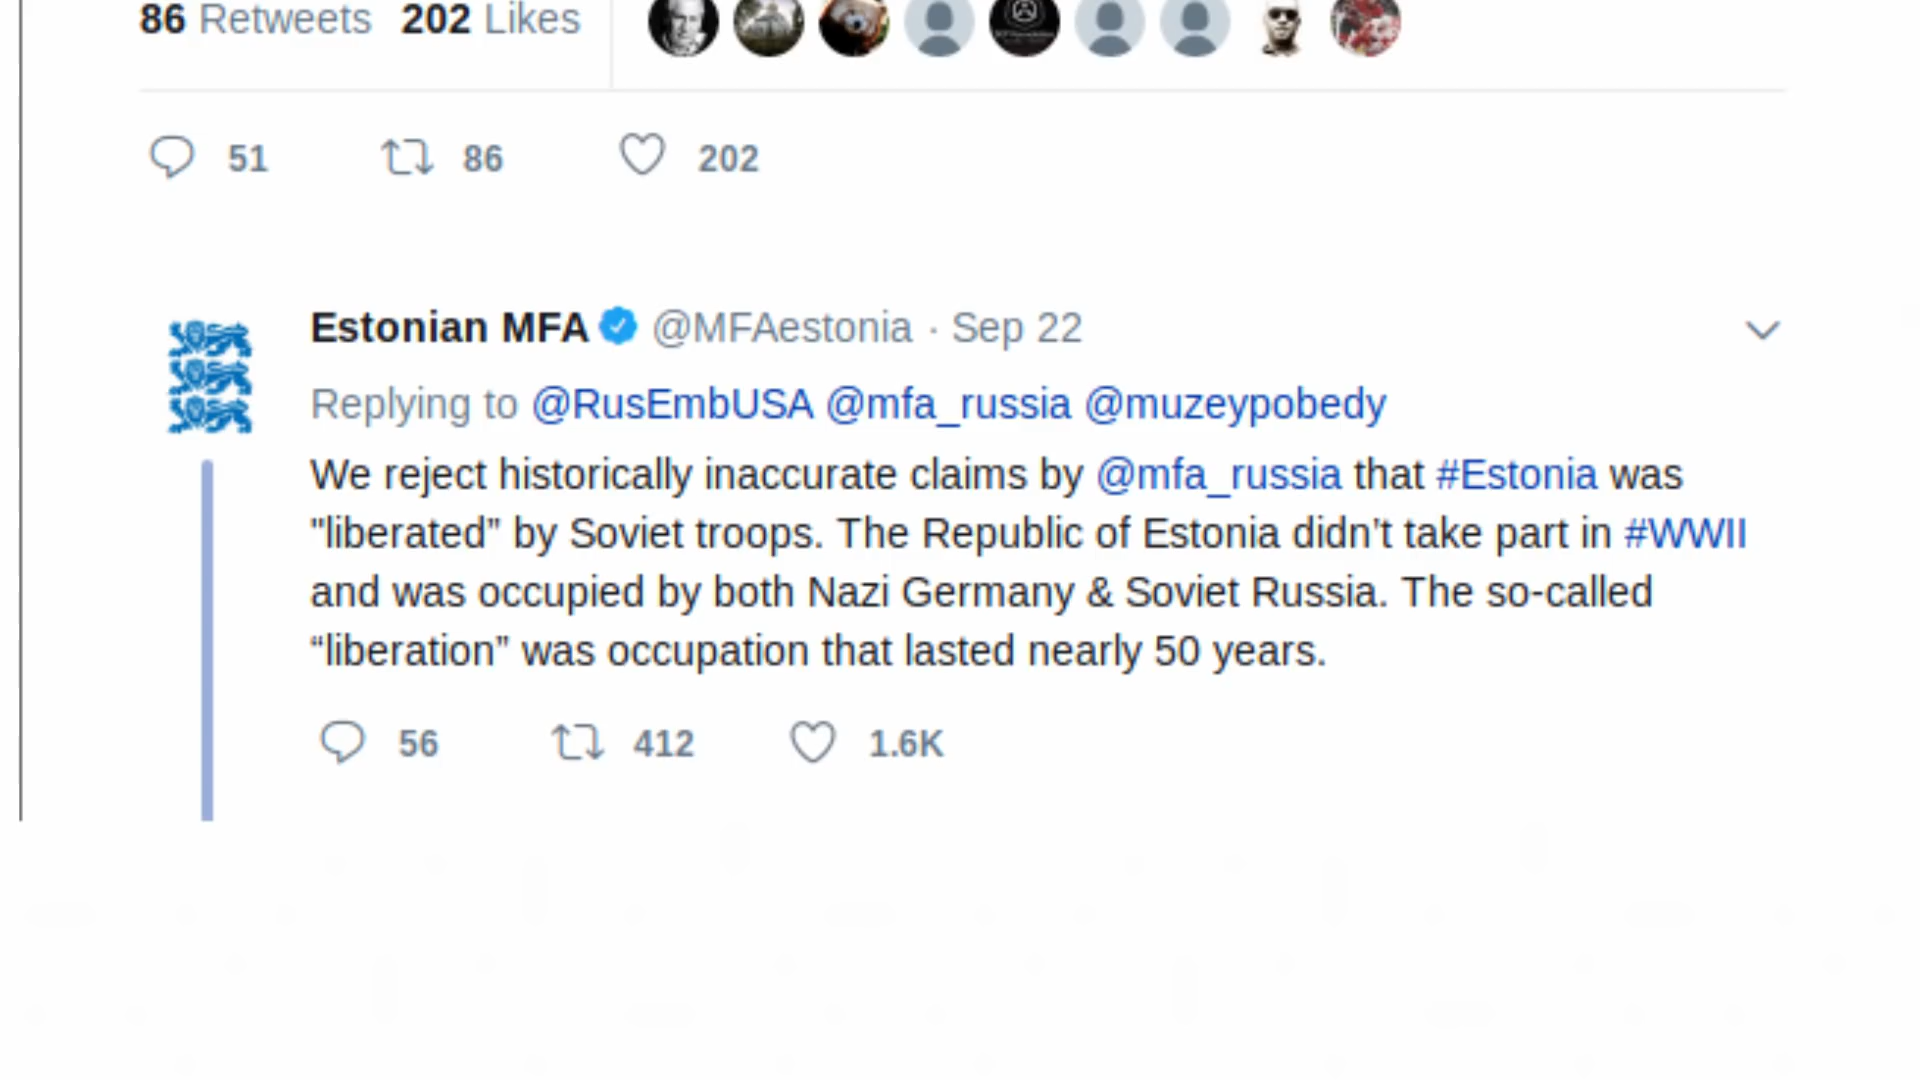 86 Retweets 202 Likes
51 86 202
Estonian MFA @MFAestonia · Sep 22
Replying to @RusEmbUSA @mfa_russia @muzeypobedy
We reject historically inaccurate claims by @mfa_russia that #Estonia was
"liberated” by Soviet troops. The Republic of Estonia didn’t take part in #WWII
and was occupied by both Nazi Germany & Soviet Russia. The so-called
“liberation” was occupation that lasted nearly 50 years.
56 412 1.6K